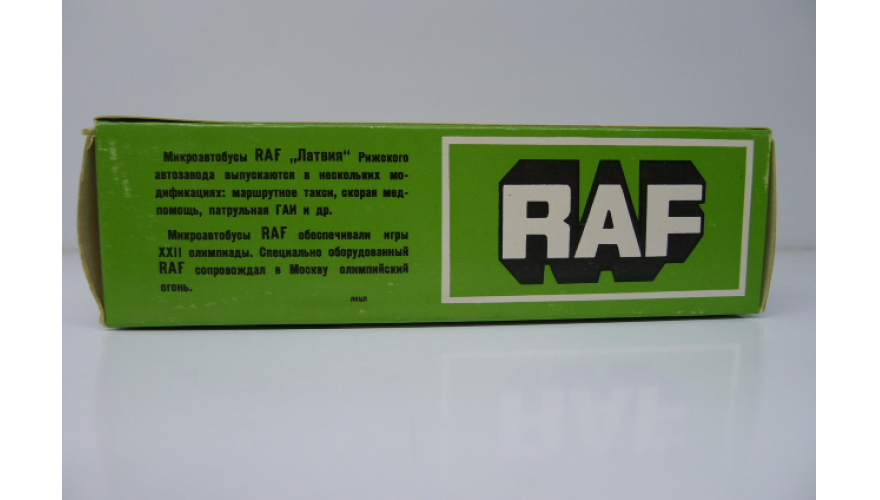 Микроавтобусы RAF „Латвия“ Рижского
автозавода выпускаются в нескольких мо-
дификациях: маршрутное такси, скорая мед-
помощь, патрульная ГАИ и др.
Микроавтобусы RAF обеспечивали игры
XXII олимпиады. Специально оборудованный
RAF сопровождал в Москву олимпийский
огонь.
ЛКЦП
RAF